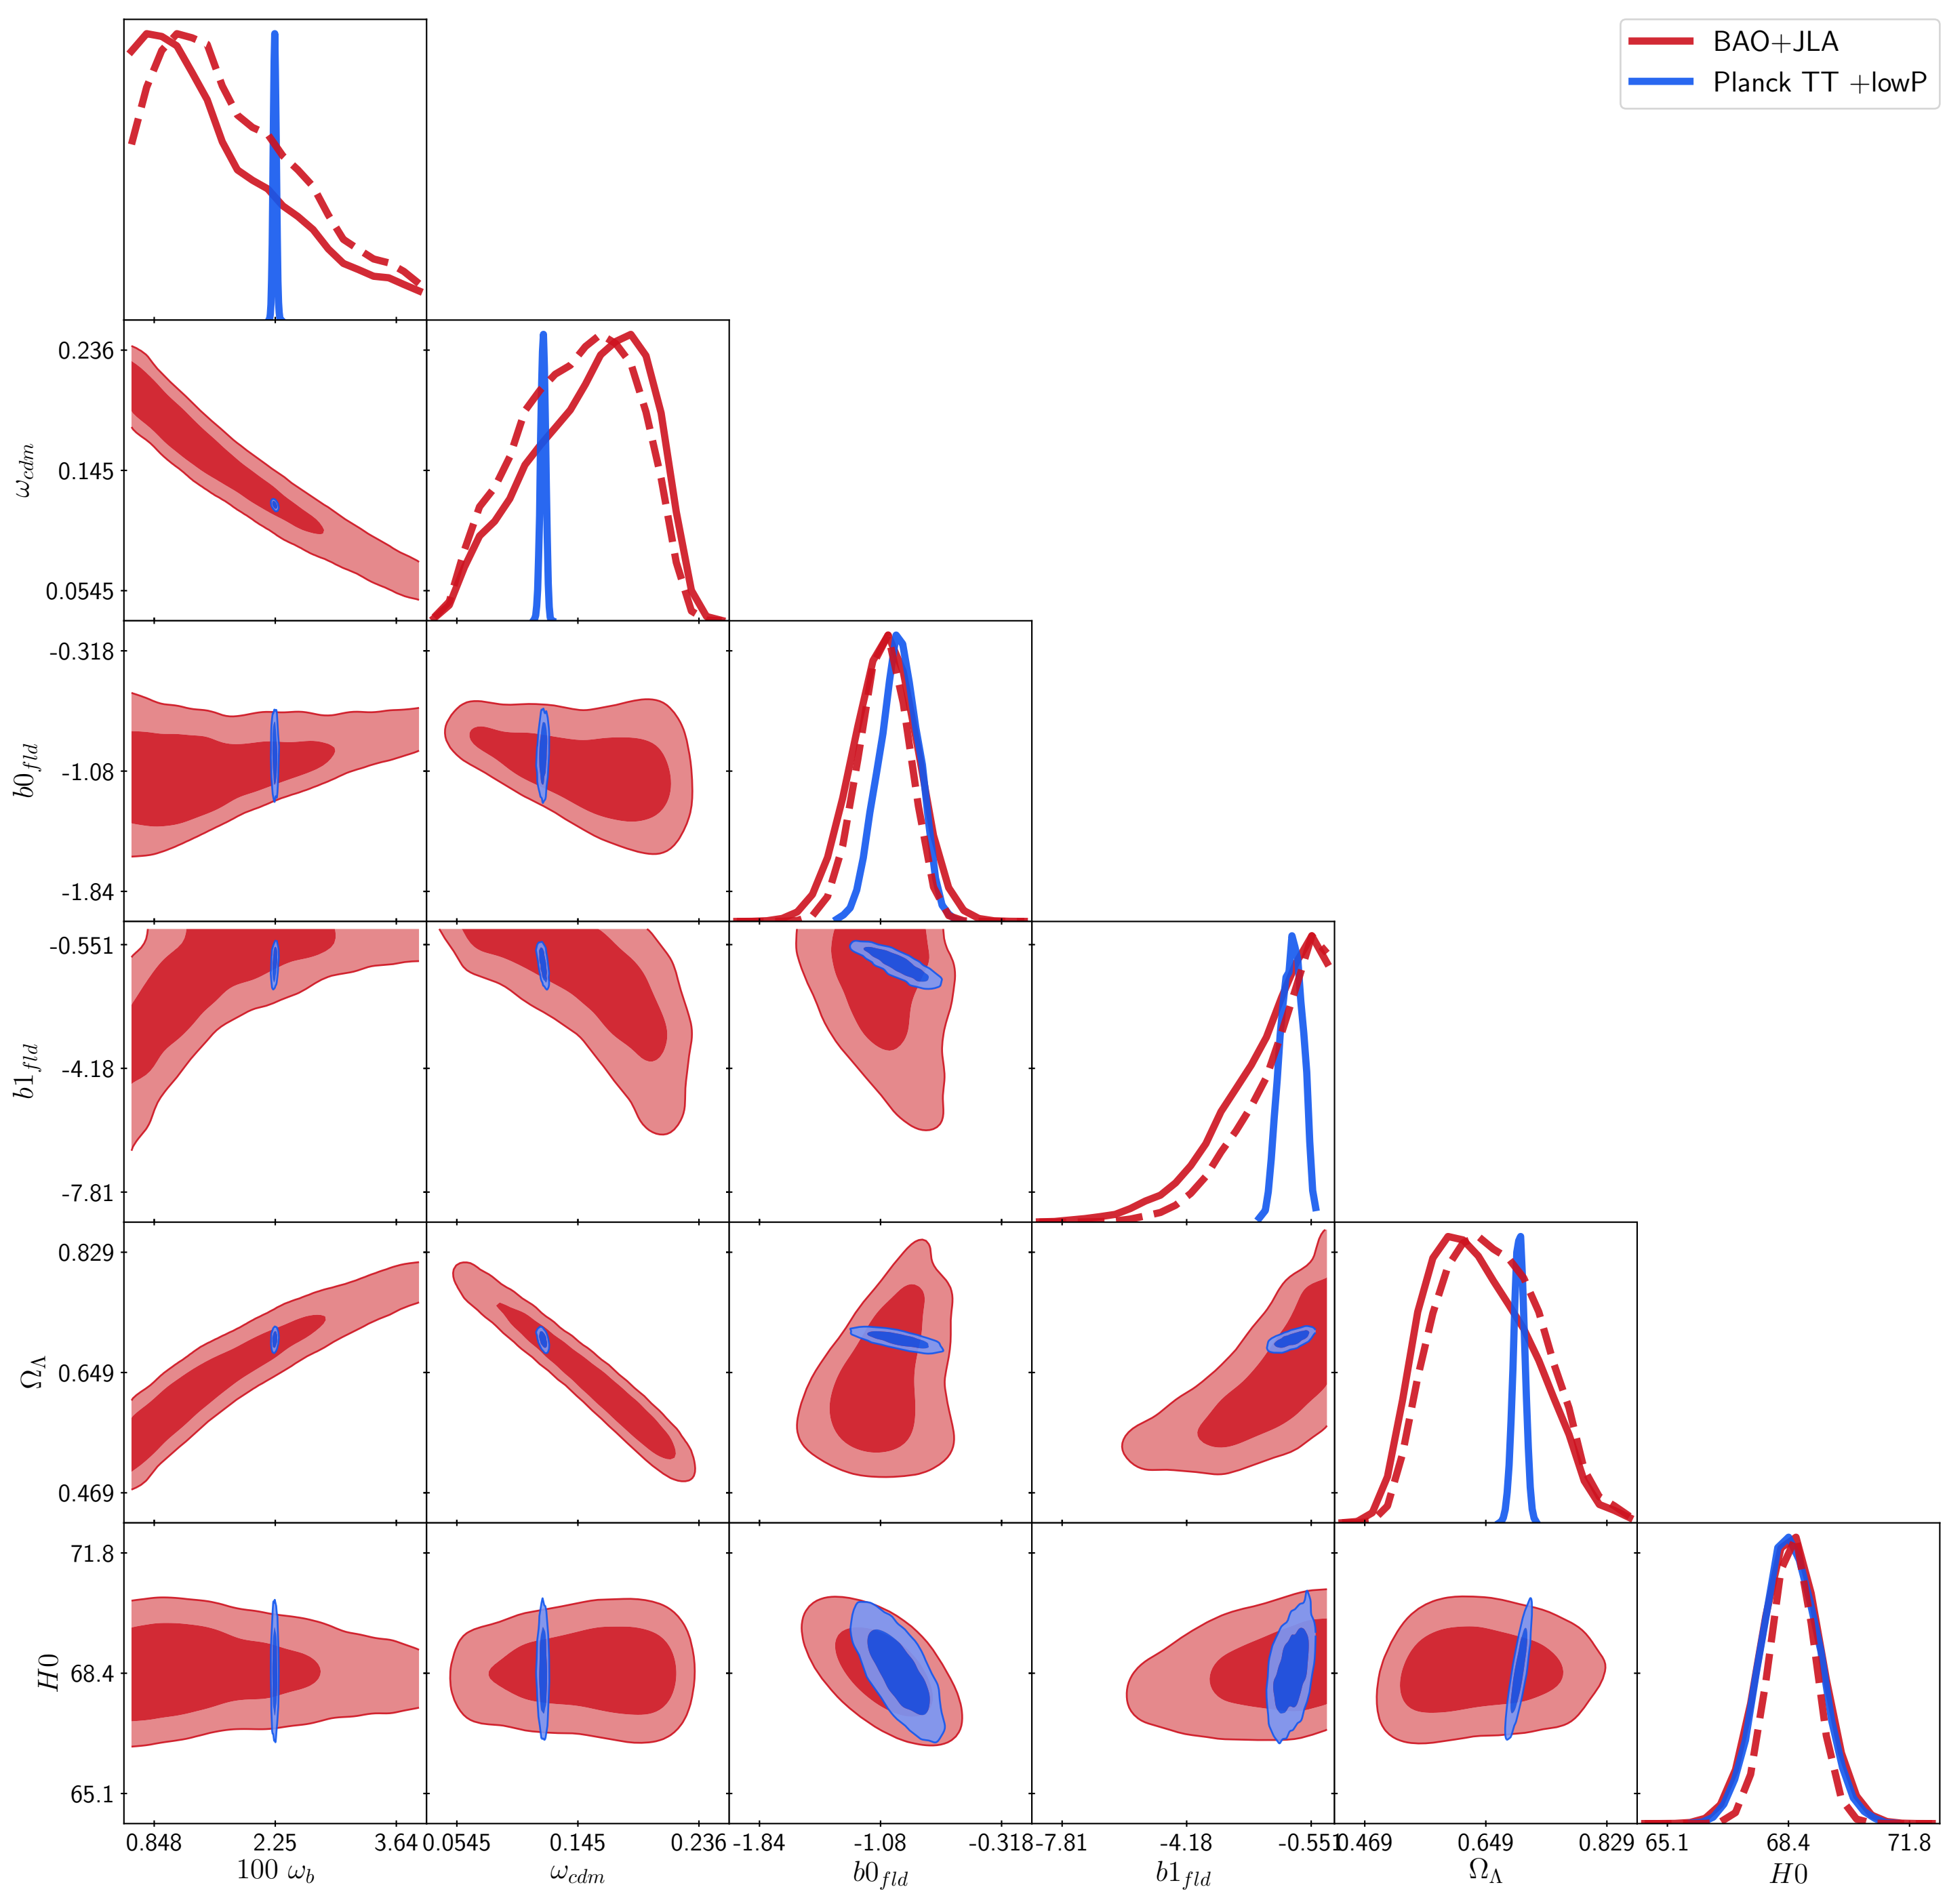 BAO+JLA
Planck TT +lowP
0.236
0.145
0.0545
ω_cdm
-0.318
-1.08
-1.84
b0_fld
-0.551
-4.18
-7.81
b1_fld
0.829
0.649
0.469
Ω_Λ
71.8
68.4
65.1
H0
0.848 2.25 3.64 0.0545 0.145 0.236 -1.84 -1.08 -0.318 -7.81 -4.18 -0.551 0.469 0.649 0.829 65.1 68.4 71.8
100 ω_b ω_cdm b0_fld b1_fld Ω_Λ H0